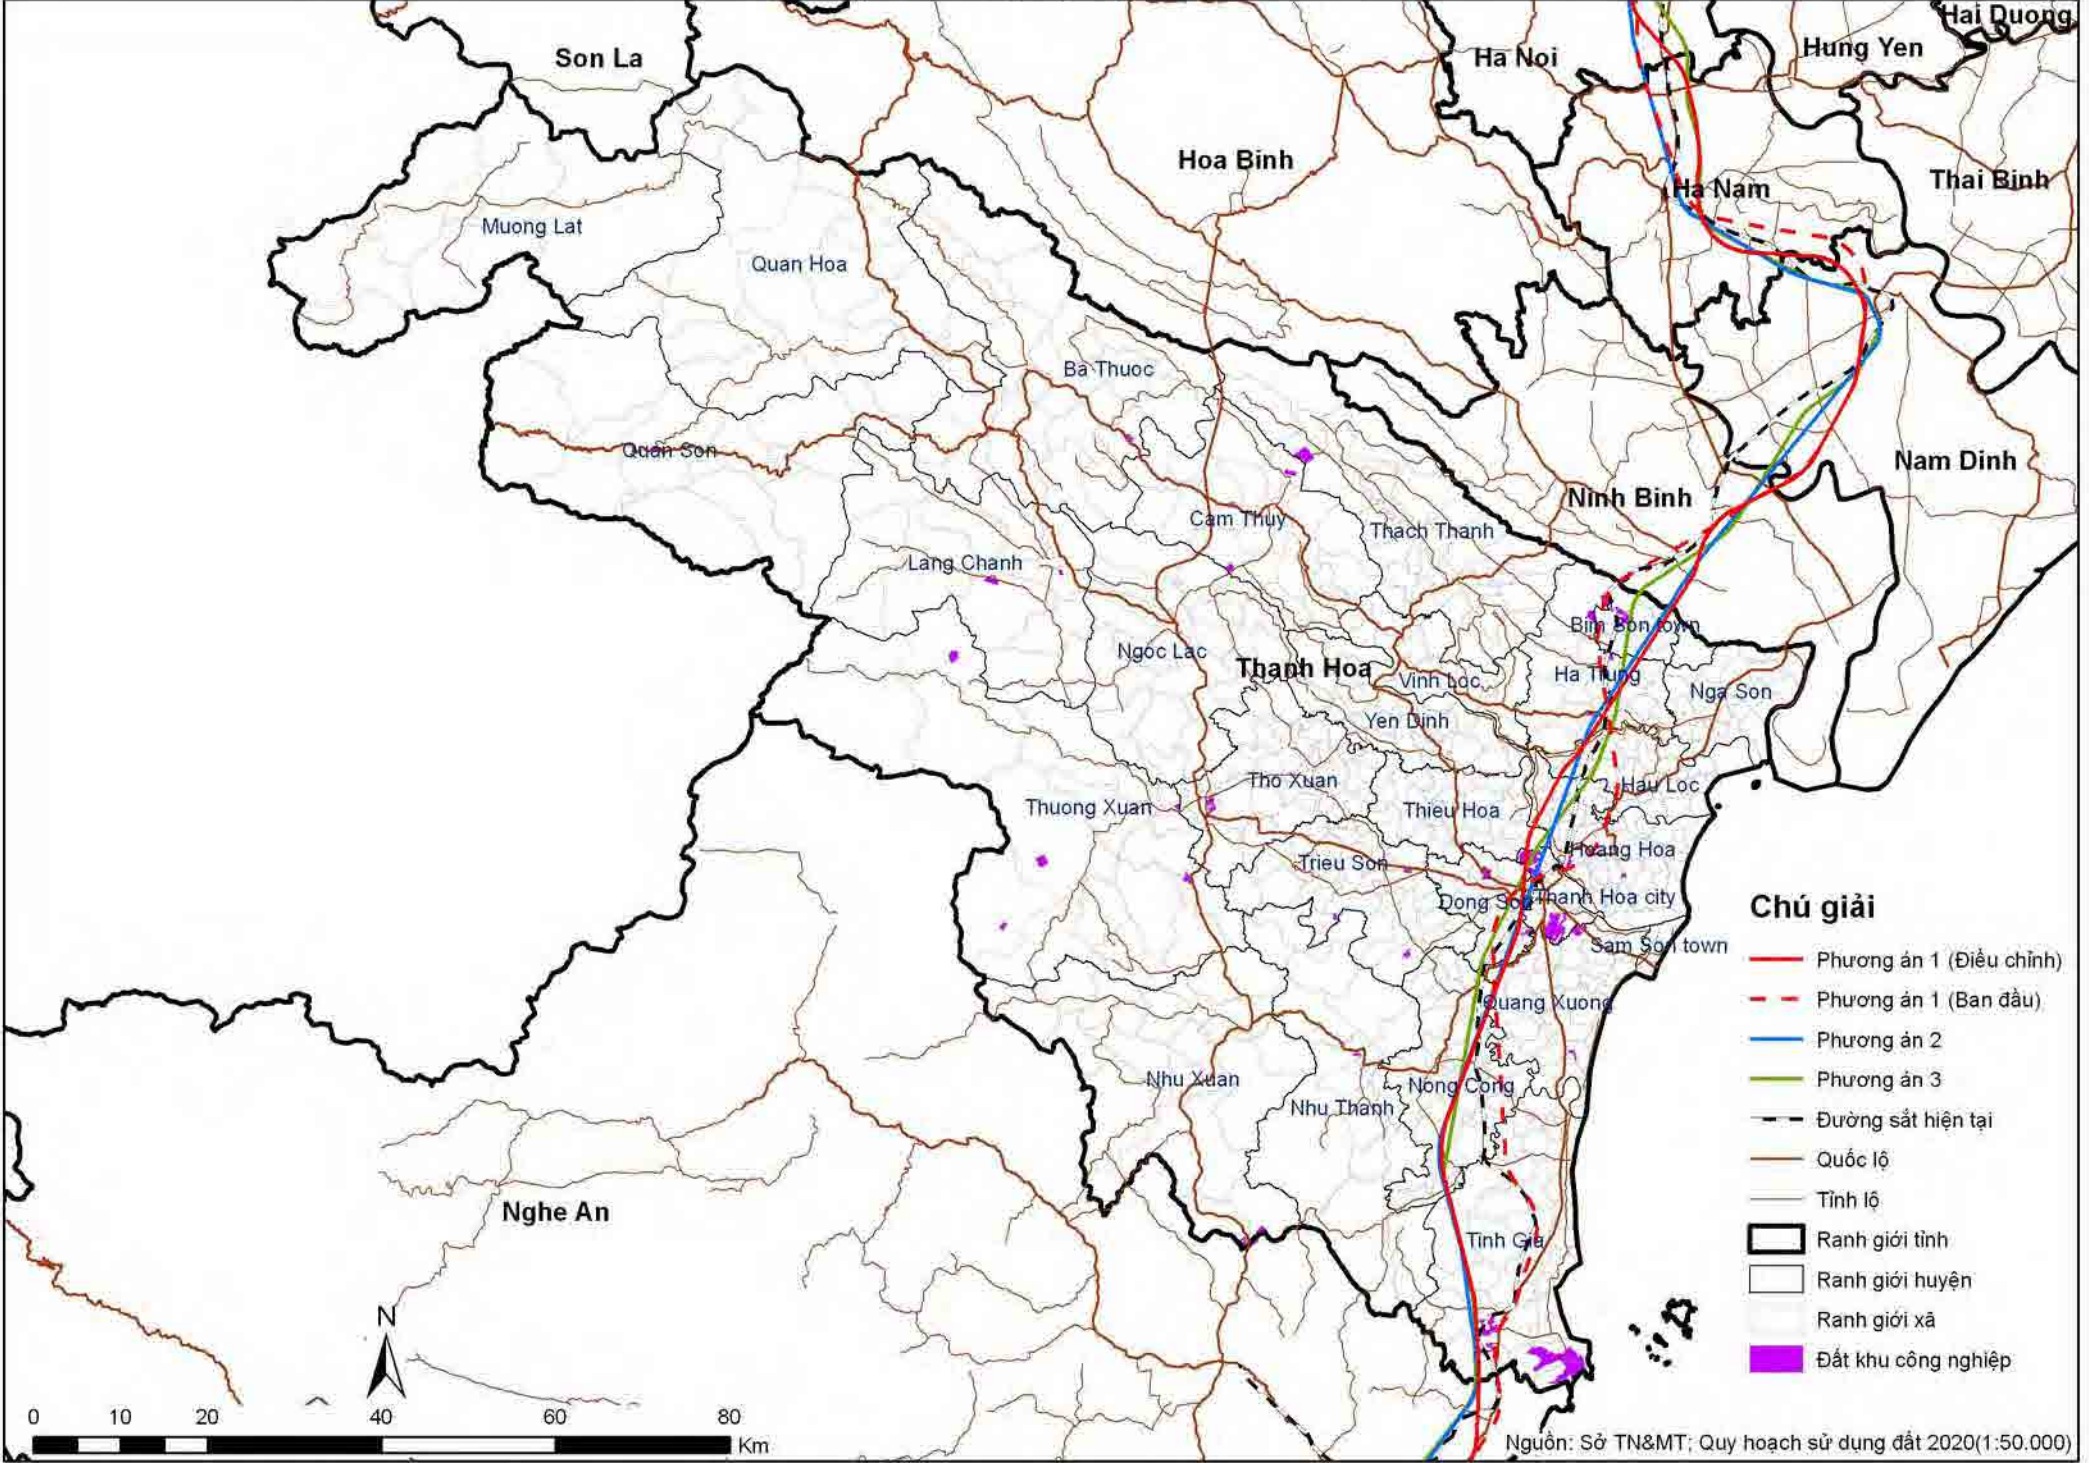 Hai Duong
Son La
Ha Noi
Hung Yen
Hoa Binh
Ha Nam
Thai Binh
Muong Lat
Quan Hoa
Ba Thuoc
Quan Son
Nam Dinh
Ninh Binh
Cam Thuy
Thach Thanh
Lang Chanh
Bim Son town
Ngoc Lac
Thanh Hoa
Vinh Loc
Ha Trung
Nga Son
Yen Dinh
Tho Xuan
Hau Loc
Thuong Xuan
Thieu Hoa
Trieu Son
Hoang Hoa
Dong Son
Thanh Hoa city
Sam Son town
Quang Xuong
Nhu Xuan
Nong Cong
Nhu Thanh
Nghe An
Tinh Gia
Chú giải
Phương án 1 (Điều chỉnh)
Phương án 1 (Ban đầu)
Phương án 2
Phương án 3
Đường sắt hiện tại
Quốc lộ
Tỉnh lộ
Ranh giới tỉnh
Ranh giới huyện
Ranh giới xã
Đất khu công nghiệp
N
0 10 20 40 60 80
Km
Nguồn: Sở TN&MT; Quy hoạch sử dụng đất 2020(1:50.000)